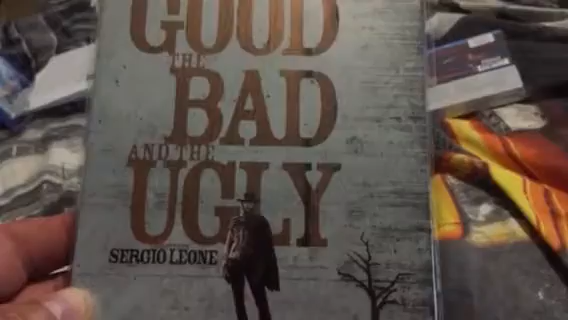 GOOD
THE
BAD
AND THE
UGLY
SERGIO LEONE